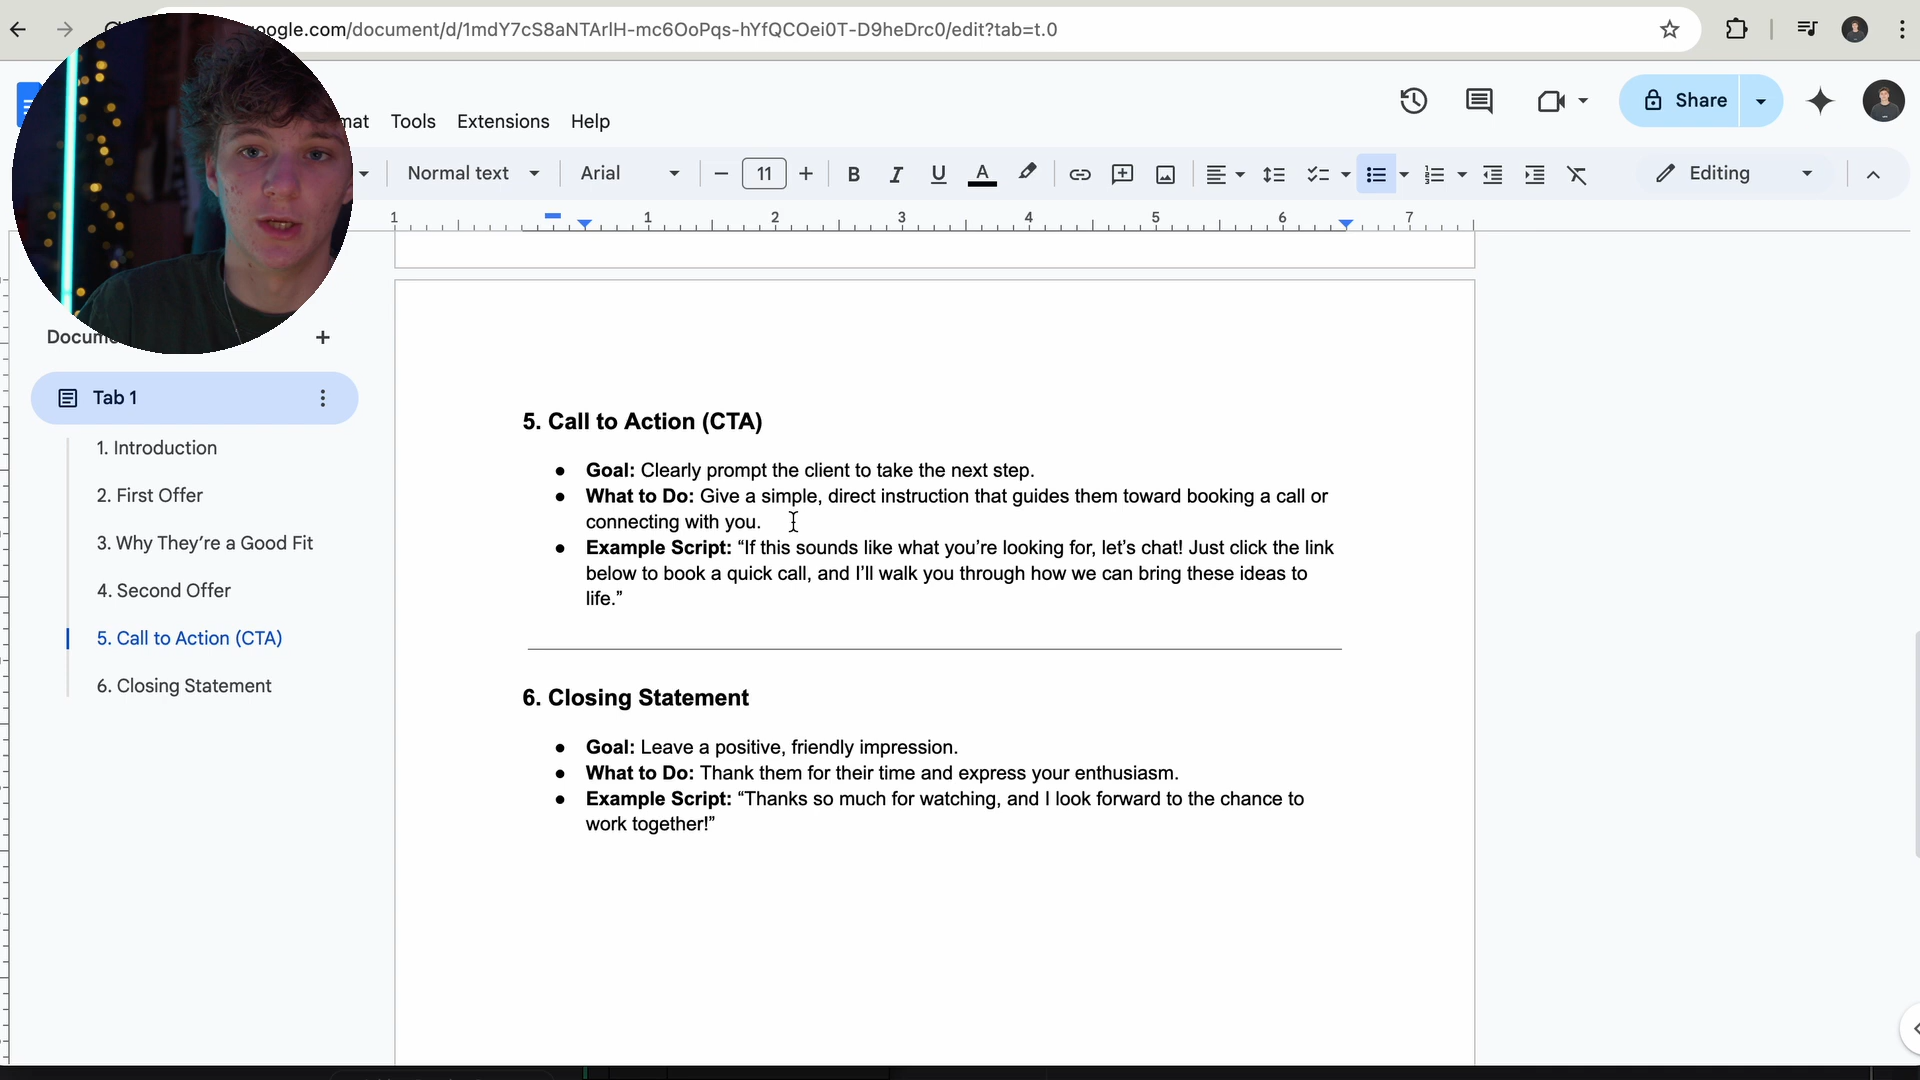 oogle.com/document/d/1mdY7cS8aNTArlH-mc6OoPqs-hYfQCOei0T-D9heDrc0/edit?tab=t.0
mat Tools Extensions Help
Share
Normal text Arial 11 Editing
1 1 2 3 4 5 6 7
Docume
Tab 1
1. Introduction
2. First Offer
3. Why They’re a Good Fit
4. Second Offer
5. Call to Action (CTA)
6. Closing Statement
5. Call to Action (CTA)
● Goal: Clearly prompt the client to take the next step.
● What to Do: Give a simple, direct instruction that guides them toward booking a call or
connecting with you.
● Example Script: “If this sounds like what you’re looking for, let’s chat! Just click the link
below to book a quick call, and I’ll walk you through how we can bring these ideas to
life.”
6. Closing Statement
● Goal: Leave a positive, friendly impression.
● What to Do: Thank them for their time and express your enthusiasm.
● Example Script: “Thanks so much for watching, and I look forward to the chance to
work together!”